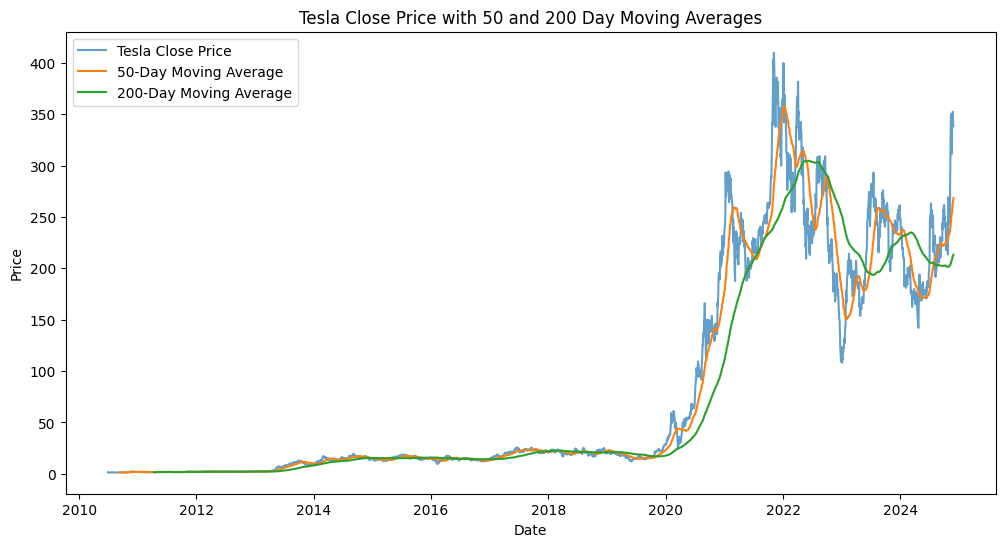 Tesla Close Price with 50 and 200 Day Moving Averages
Tesla Close Price
50-Day Moving Average
200-Day Moving Average
400
350
300
250
200
150
100
50
0
Price
2010
2012
2014
2016
2018
2020
2022
2024
Date